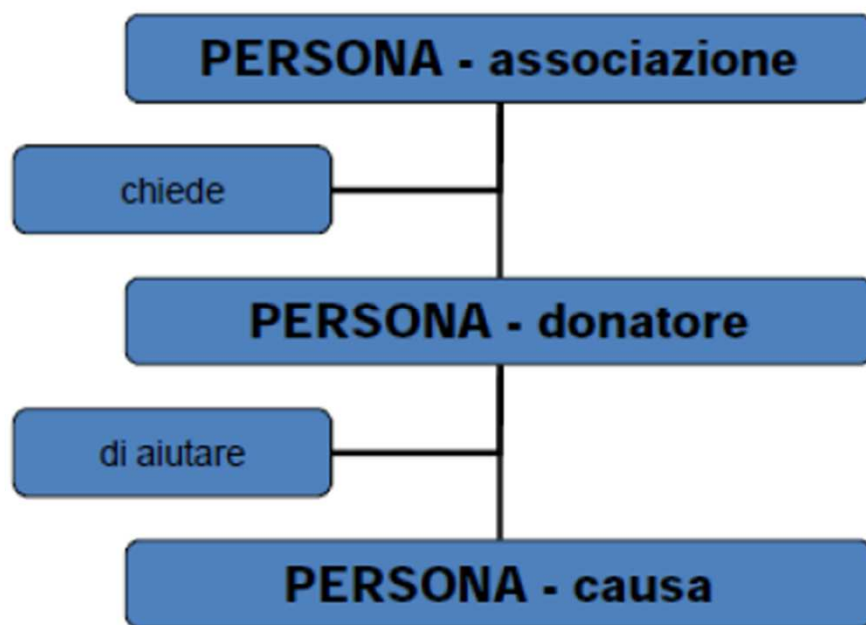 PERSONA - associazione
chiede
PERSONA - donatore
di aiutare
PERSONA - causa